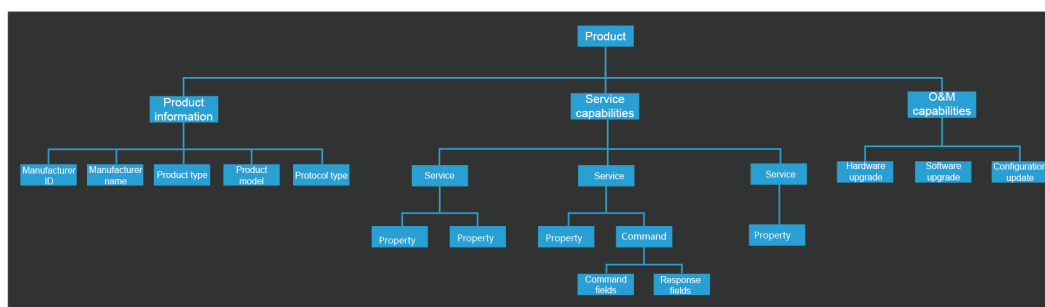 Product
Product
information
Service
capabilities
O&M
capabilities
Manufacturer
ID
Manufacturer
name
Product type
Product
model
Protocol type
Service
Service
Service
Hardware
upgrade
Software
upgrade
Configuration
update
Property
Property
Property
Command
Property
Command
fields
Response
fields